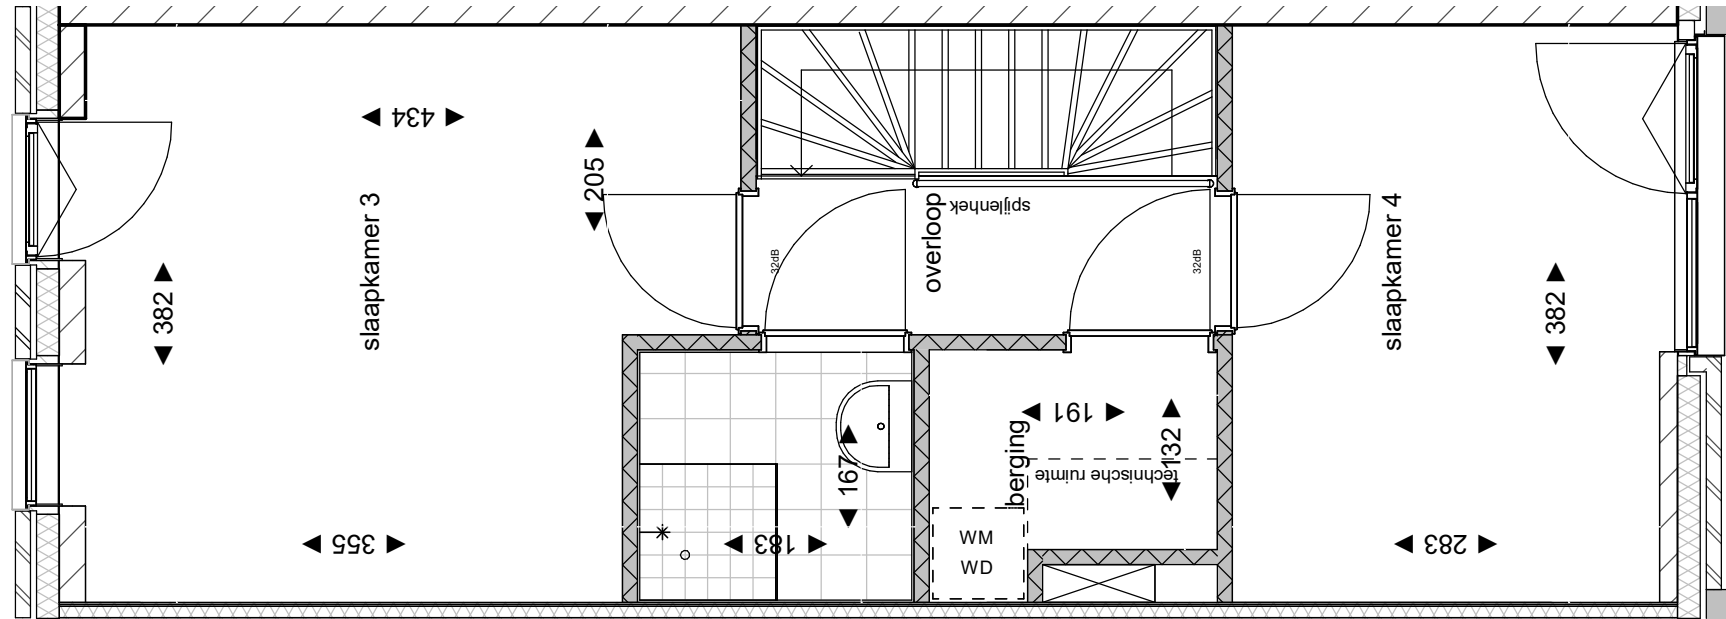 434
205
slaapkamer 3
382
355
32dB
overloop
spijlenhek
32dB
slaapkamer 4
382
283
167
183
191
132
berging
technische ruimte
WM
WD